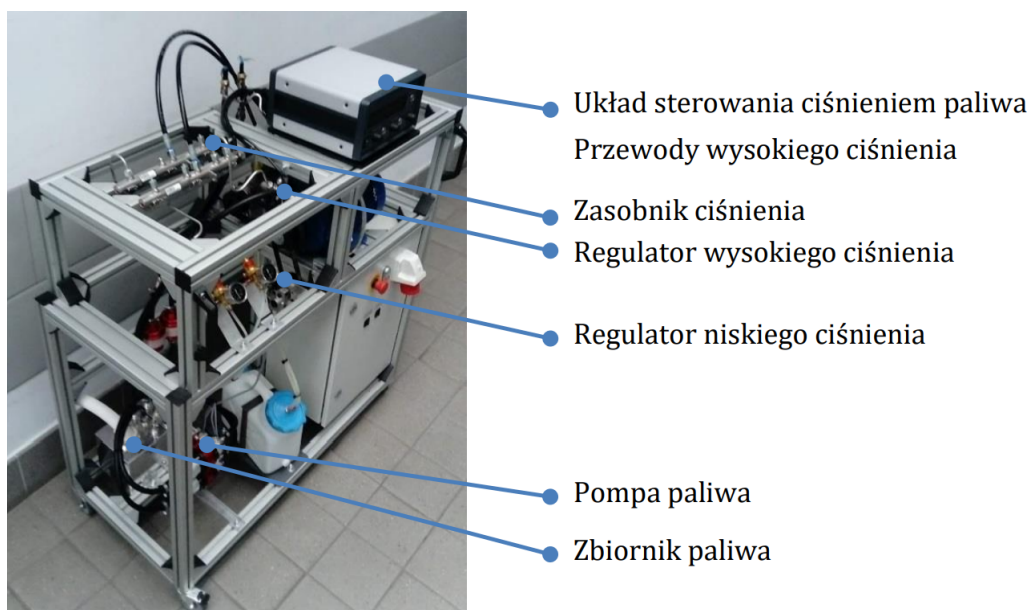 Układ sterowania ciśnieniem paliwa
Przewody wysokiego ciśnienia
Zasobnik ciśnienia
Regulator wysokiego ciśnienia
Regulator niskiego ciśnienia
Pompa paliwa
Zbiornik paliwa